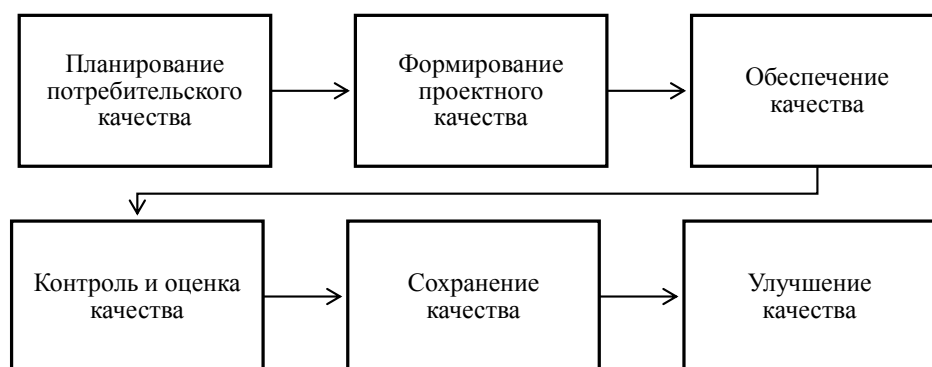 Планирование
потребительского
качества
Формирование
проектного
качества
Обеспечение
качества
Контроль и оценка
качества
Сохранение
качества
Улучшение
качества